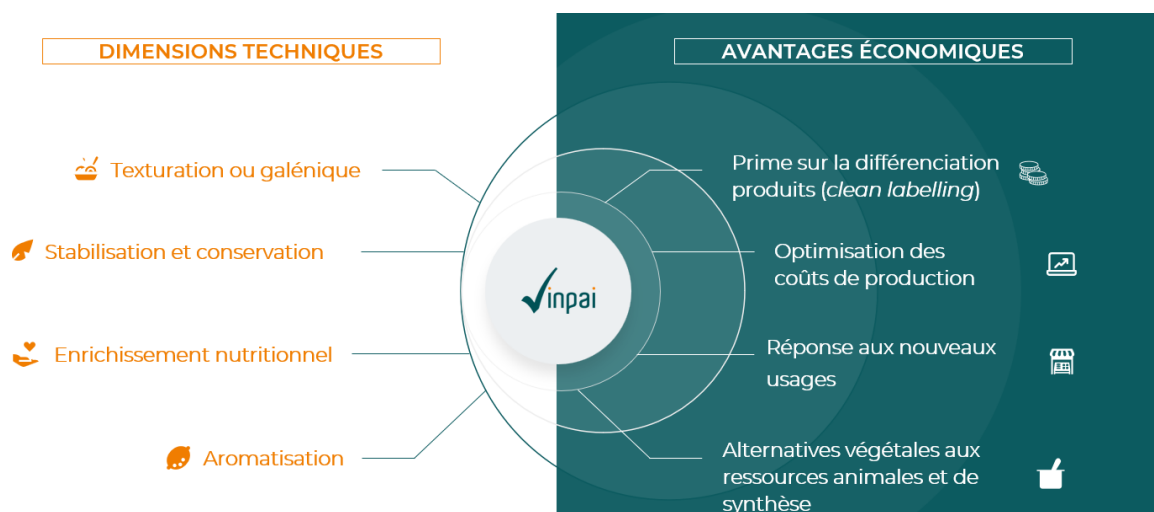 DIMENSIONS TECHNIQUES
Texturation ou galénique
Stabilisation et conservation
Enrichissement nutritionnel
Aromatisation
Vinpai
AVANTAGES ÉCONOMIQUES
Prime sur la différenciation
produits (clean labelling)
Optimisation des
coûts de production
Réponse aux nouveaux
usages
Alternatives végétales aux
ressources animales et de
synthèse